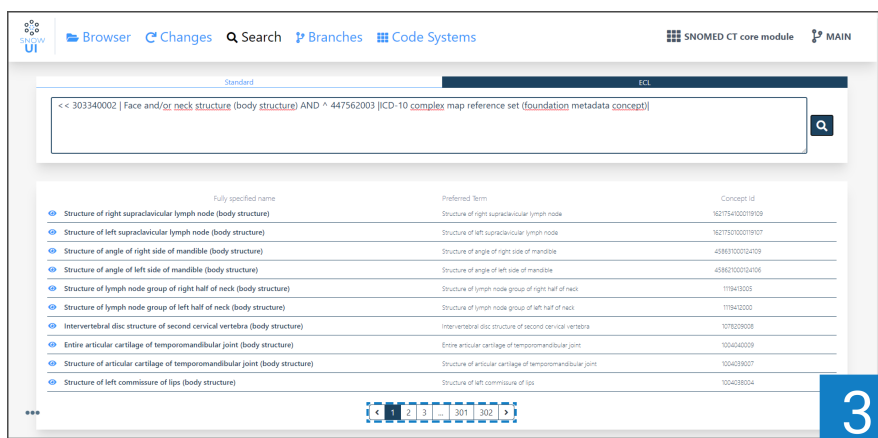 SNOW
UI
Browser Changes Search Branches Code Systems SNOMED CT core module MAIN
Standard ECL
<< 303340002 | Face and/or neck structure (body structure) AND ^ 447562003 |ICD-10 complex map reference set (foundation metadata concept)|
Fully specified name Preferred Term Concept Id
Structure of right supraclavicular lymph node (body structure) Structure of right supraclavicular lymph node 16217541000119109
Structure of left supraclavicular lymph node (body structure) Structure of left supraclavicular lymph node 16217501000119107
Structure of angle of right side of mandible (body structure) Structure of angle of right side of mandible 458631000124109
Structure of angle of left side of mandible (body structure) Structure of angle of left side of mandible 458621000124106
Structure of lymph node group of right half of neck (body structure) Structure of lymph node group of right half of neck 1119413005
Structure of lymph node group of left half of neck (body structure) Structure of lymph node group of left half of neck 1119412000
Intervertebral disc structure of second cervical vertebra (body structure) Intervertebral disc structure of second cervical vertebra 1078209008
Entire articular cartilage of temporomandibular joint (body structure) Entire articular cartilage of temporomandibular joint 1004040009
Structure of articular cartilage of temporomandibular joint (body structure) Structure of articular cartilage of temporomandibular joint 1004039007
Structure of left commissure of lips (body structure) Structure of left commissure of lips 1004038004
< 1 2 3 ... 301 302 >
3